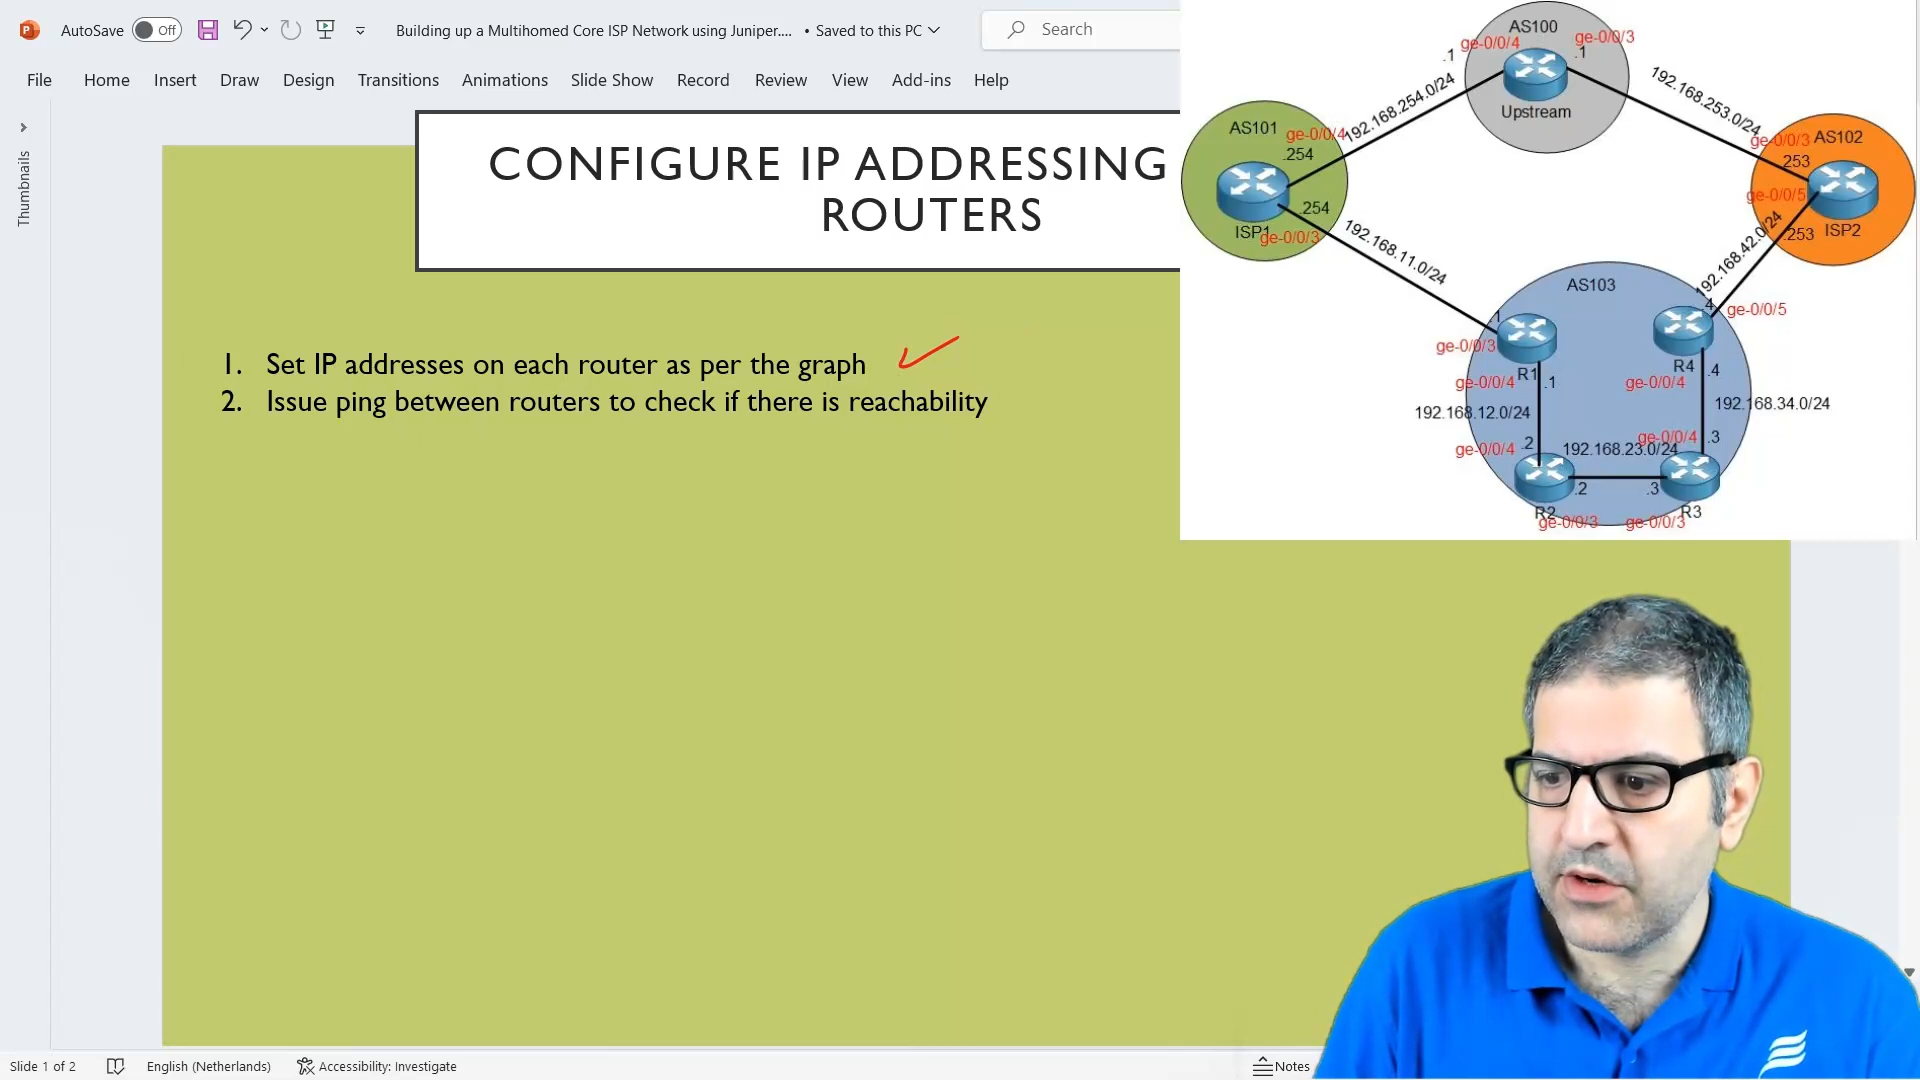 AutoSave Off Building up a Multihomed Core ISP Network using Juniper.... • Saved to this PC Search
File Home Insert Draw Design Transitions Animations Slide Show Record Review View Add-ins Help
Thumbnails
CONFIGURE IP ADDRESSING
ROUTERS
1. Set IP addresses on each router as per the graph
2. Issue ping between routers to check if there is reachability
AS100
ge-0/0/4
ge-0/0/3
.1
.1
Upstream
192.168.254.0/24
192.168.253.0/24
AS101
ge-0/0/4
.254
.254
ISP1
ge-0/0/3
192.168.11.0/24
AS102
ge-0/0/3
.253
ge-0/0/5
.253
ISP2
192.168.42.0/24
AS103
.1
ge-0/0/3
R1
ge-0/0/4
.1
192.168.12.0/24
.4
ge-0/0/5
R4
.4
ge-0/0/4
192.168.34.0/24
ge-0/0/4
.2
192.168.23.0/24
ge-0/0/4
.3
.2
.3
R2
R3
ge-0/0/3
ge-0/0/3
Slide 1 of 2 English (Netherlands) Accessibility: Investigate Notes